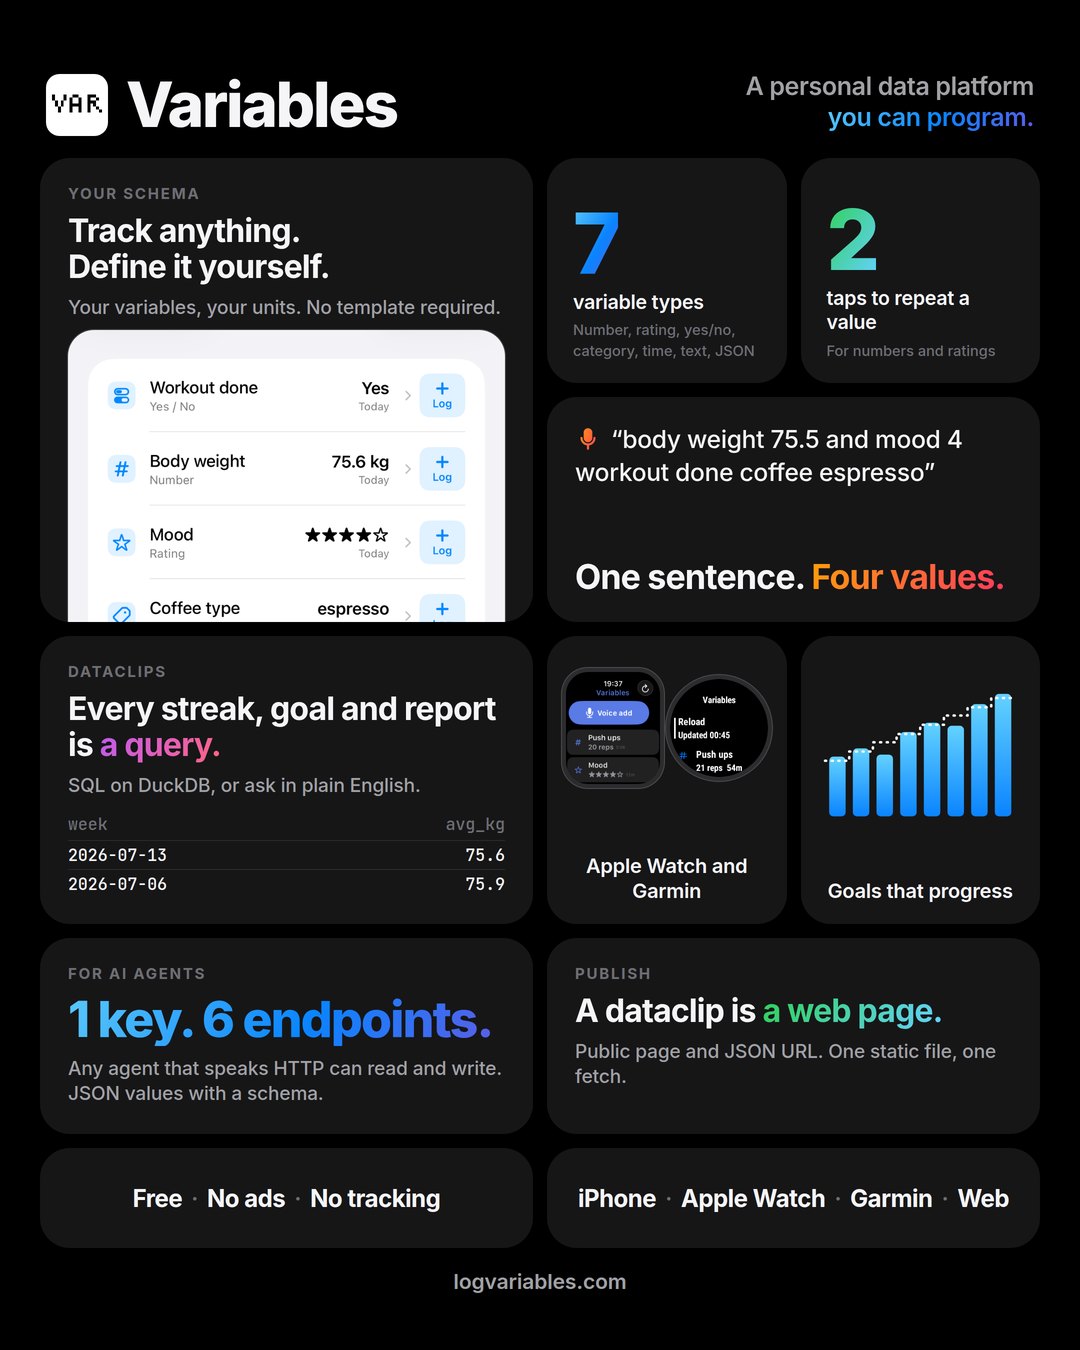 VAR
Variables
A personal data platform
you can program.
YOUR SCHEMA
Track anything.
Define it yourself.
Your variables, your units. No template required.
Workout done
Yes / No
Yes
Today
+
Log
Body weight
Number
75.6 kg
Today
+
Log
Mood
Rating
★★★★☆
Today
+
Log
Coffee type
espresso
+
7
variable types
Number, rating, yes/no,
category, time, text, JSON
2
taps to repeat a
value
For numbers and ratings
“body weight 75.5 and mood 4
workout done coffee espresso”
One sentence. Four values.
DATACLIPS
Every streak, goal and report
is a query.
SQL on DuckDB, or ask in plain English.
week avg_kg
2026-07-13 75.6
2026-07-06 75.9
19:37
Variables
Voice add
# Push ups
20 reps
Mood
★★★★☆
Variables
Reload
Updated 00:45
# Push ups
21 reps 54m
Apple Watch and
Garmin
Goals that progress
FOR AI AGENTS
1 key. 6 endpoints.
Any agent that speaks HTTP can read and write.
JSON values with a schema.
PUBLISH
A dataclip is a web page.
Public page and JSON URL. One static file, one
fetch.
Free · No ads · No tracking
iPhone · Apple Watch · Garmin · Web
logvariables.com